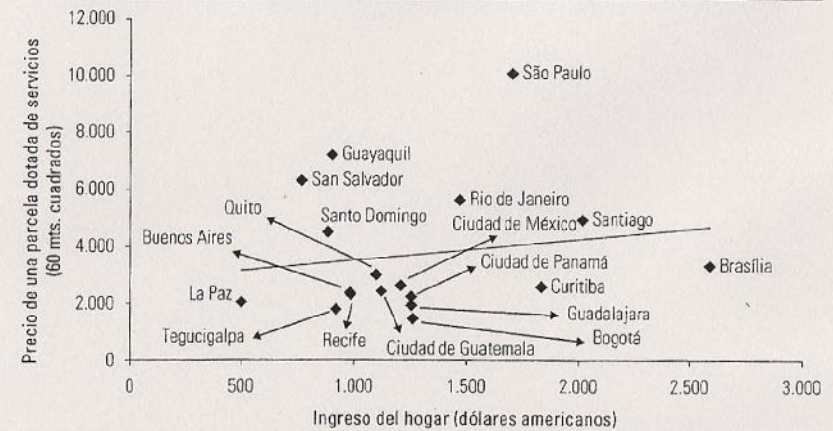 Precio de una parcela dotada de servicios
(60 mts. cuadrados)
12.000
10.000
8.000
6.000
4.000
2.000
0
São Paulo
Guayaquil
San Salvador
Quito
Santo Domingo
Rio de Janeiro
Ciudad de México
Santiago
Buenos Aires
Ciudad de Panamá
Brasília
La Paz
Curitiba
Guadalajara
Tegucigalpa
Recife
Ciudad de Guatemala
Bogotá
0
500
1.000
1.500
2.000
2.500
3.000
Ingreso del hogar (dólares americanos)